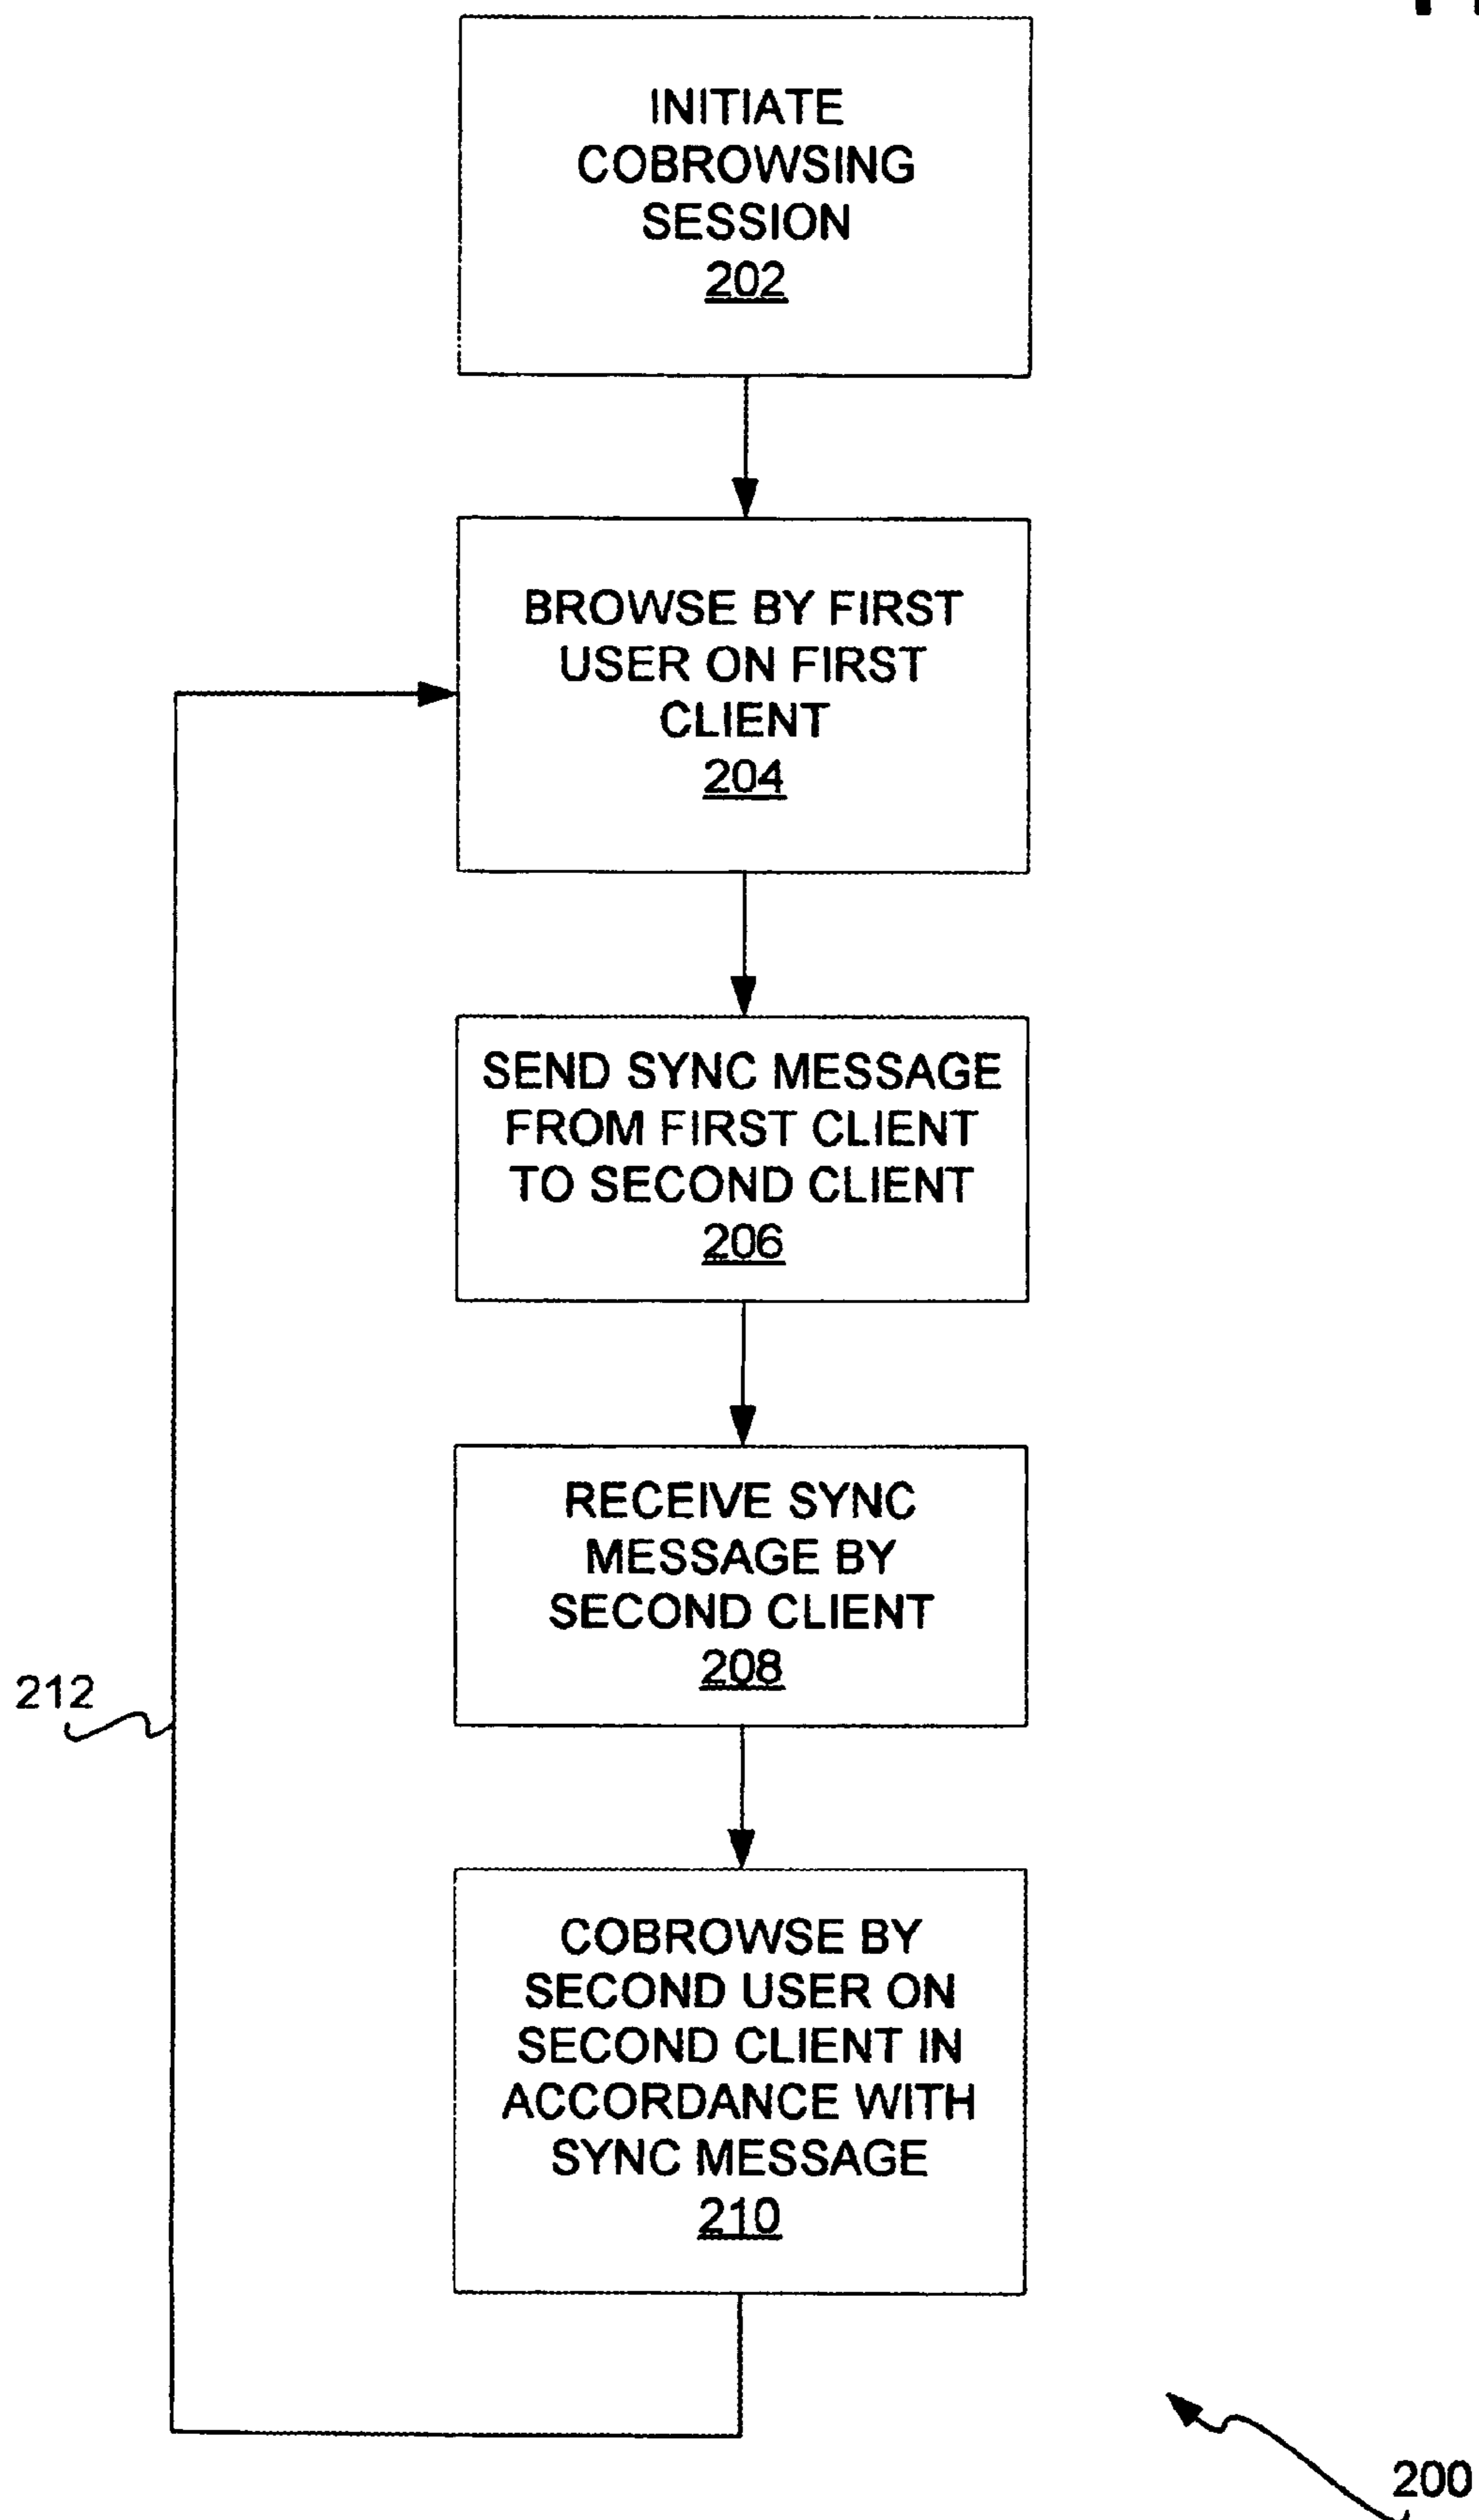 INITIATE
COBROWSING
SESSION
202
BROWSE BY FIRST
USER ON FIRST
CLIENT
204
SEND SYNC MESSAGE
FROM FIRST CLIENT
TO SECOND CLIENT
206
RECEIVE SYNC
MESSAGE BY
SECOND CLIENT
208
212
COBROWSE BY
SECOND USER ON
SECOND CLIENT IN
ACCORDANCE WITH
SYNC MESSAGE
210
200